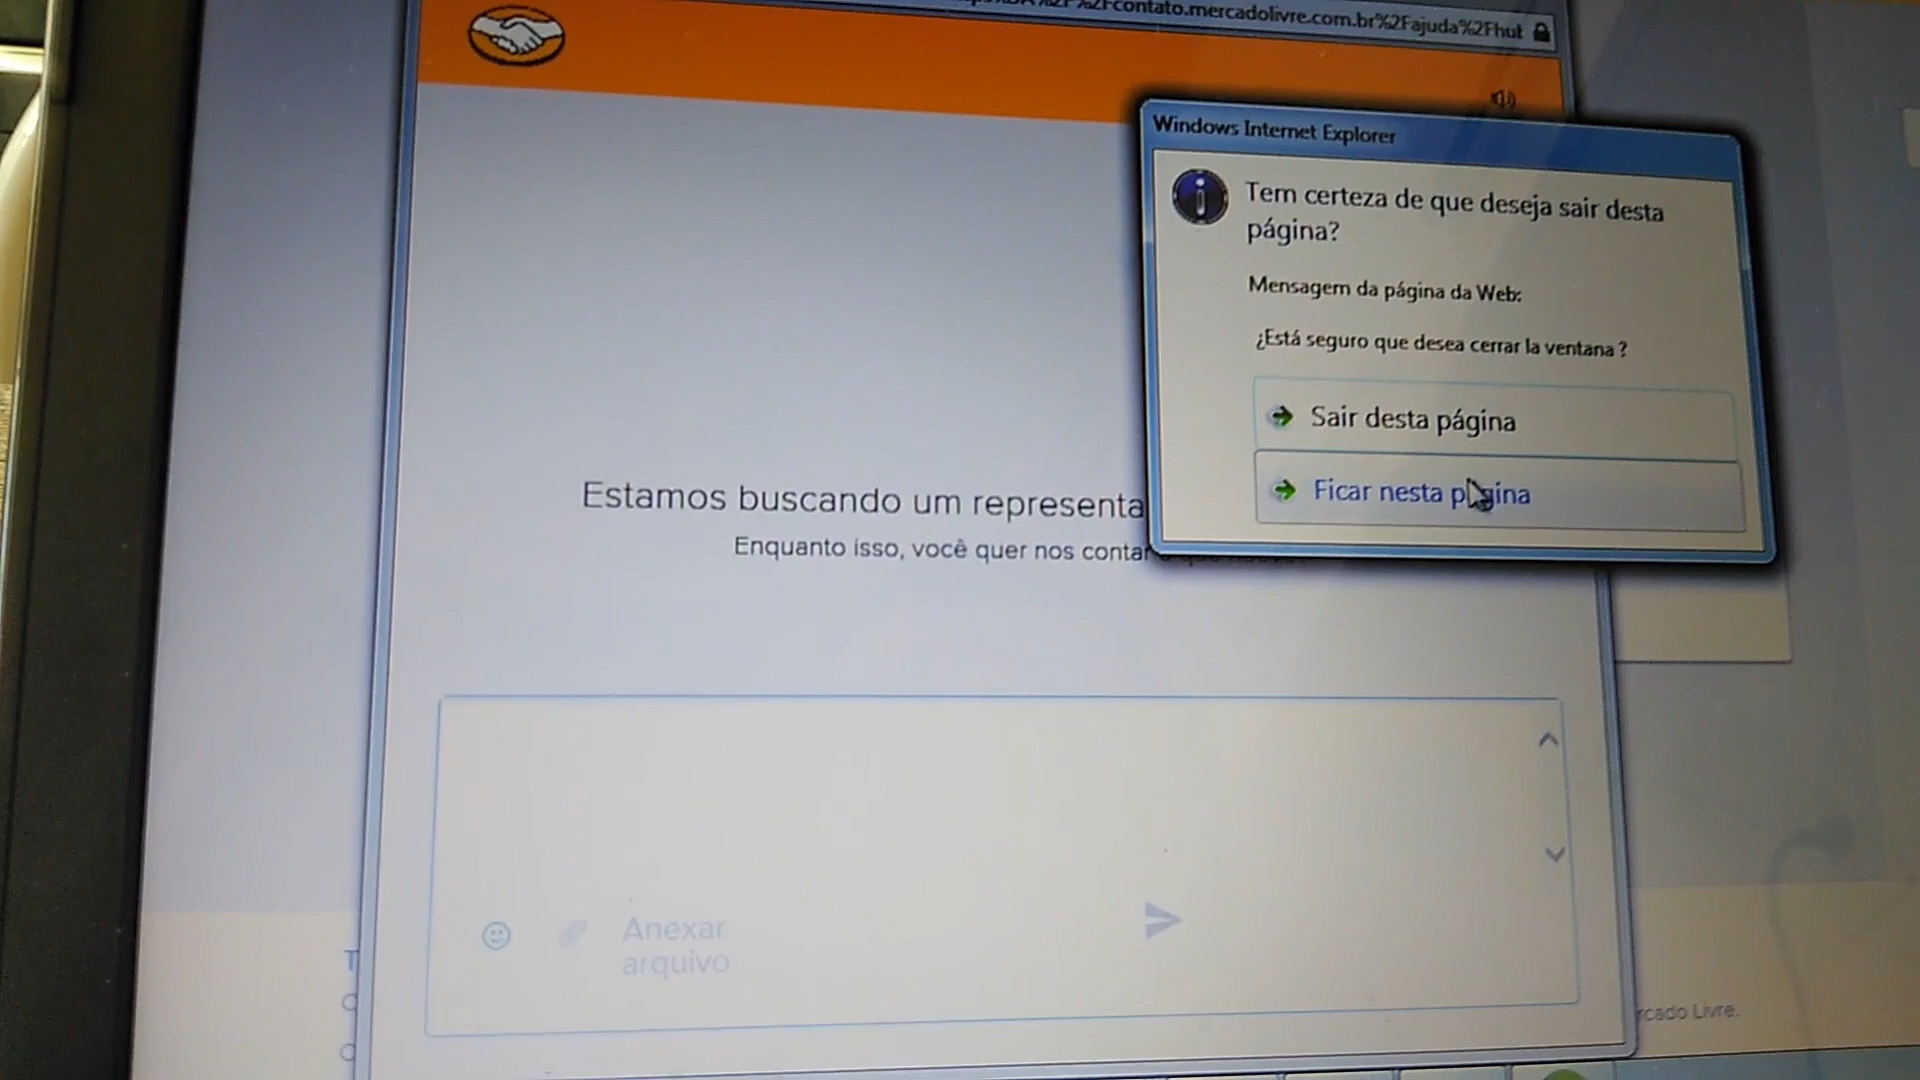 contato.mercadolivre.com.br%2Fajuda%2Fhub
Windows Internet Explorer
Tem certeza de que deseja sair desta
página?
Mensagem da página da Web:
¿Está seguro que desea cerrar la ventana ?
Sair desta página
Ficar nesta página
Estamos buscando um representa
Enquanto isso, você quer nos contar
Anexar
arquivo
T
C
C
rcado Livre.